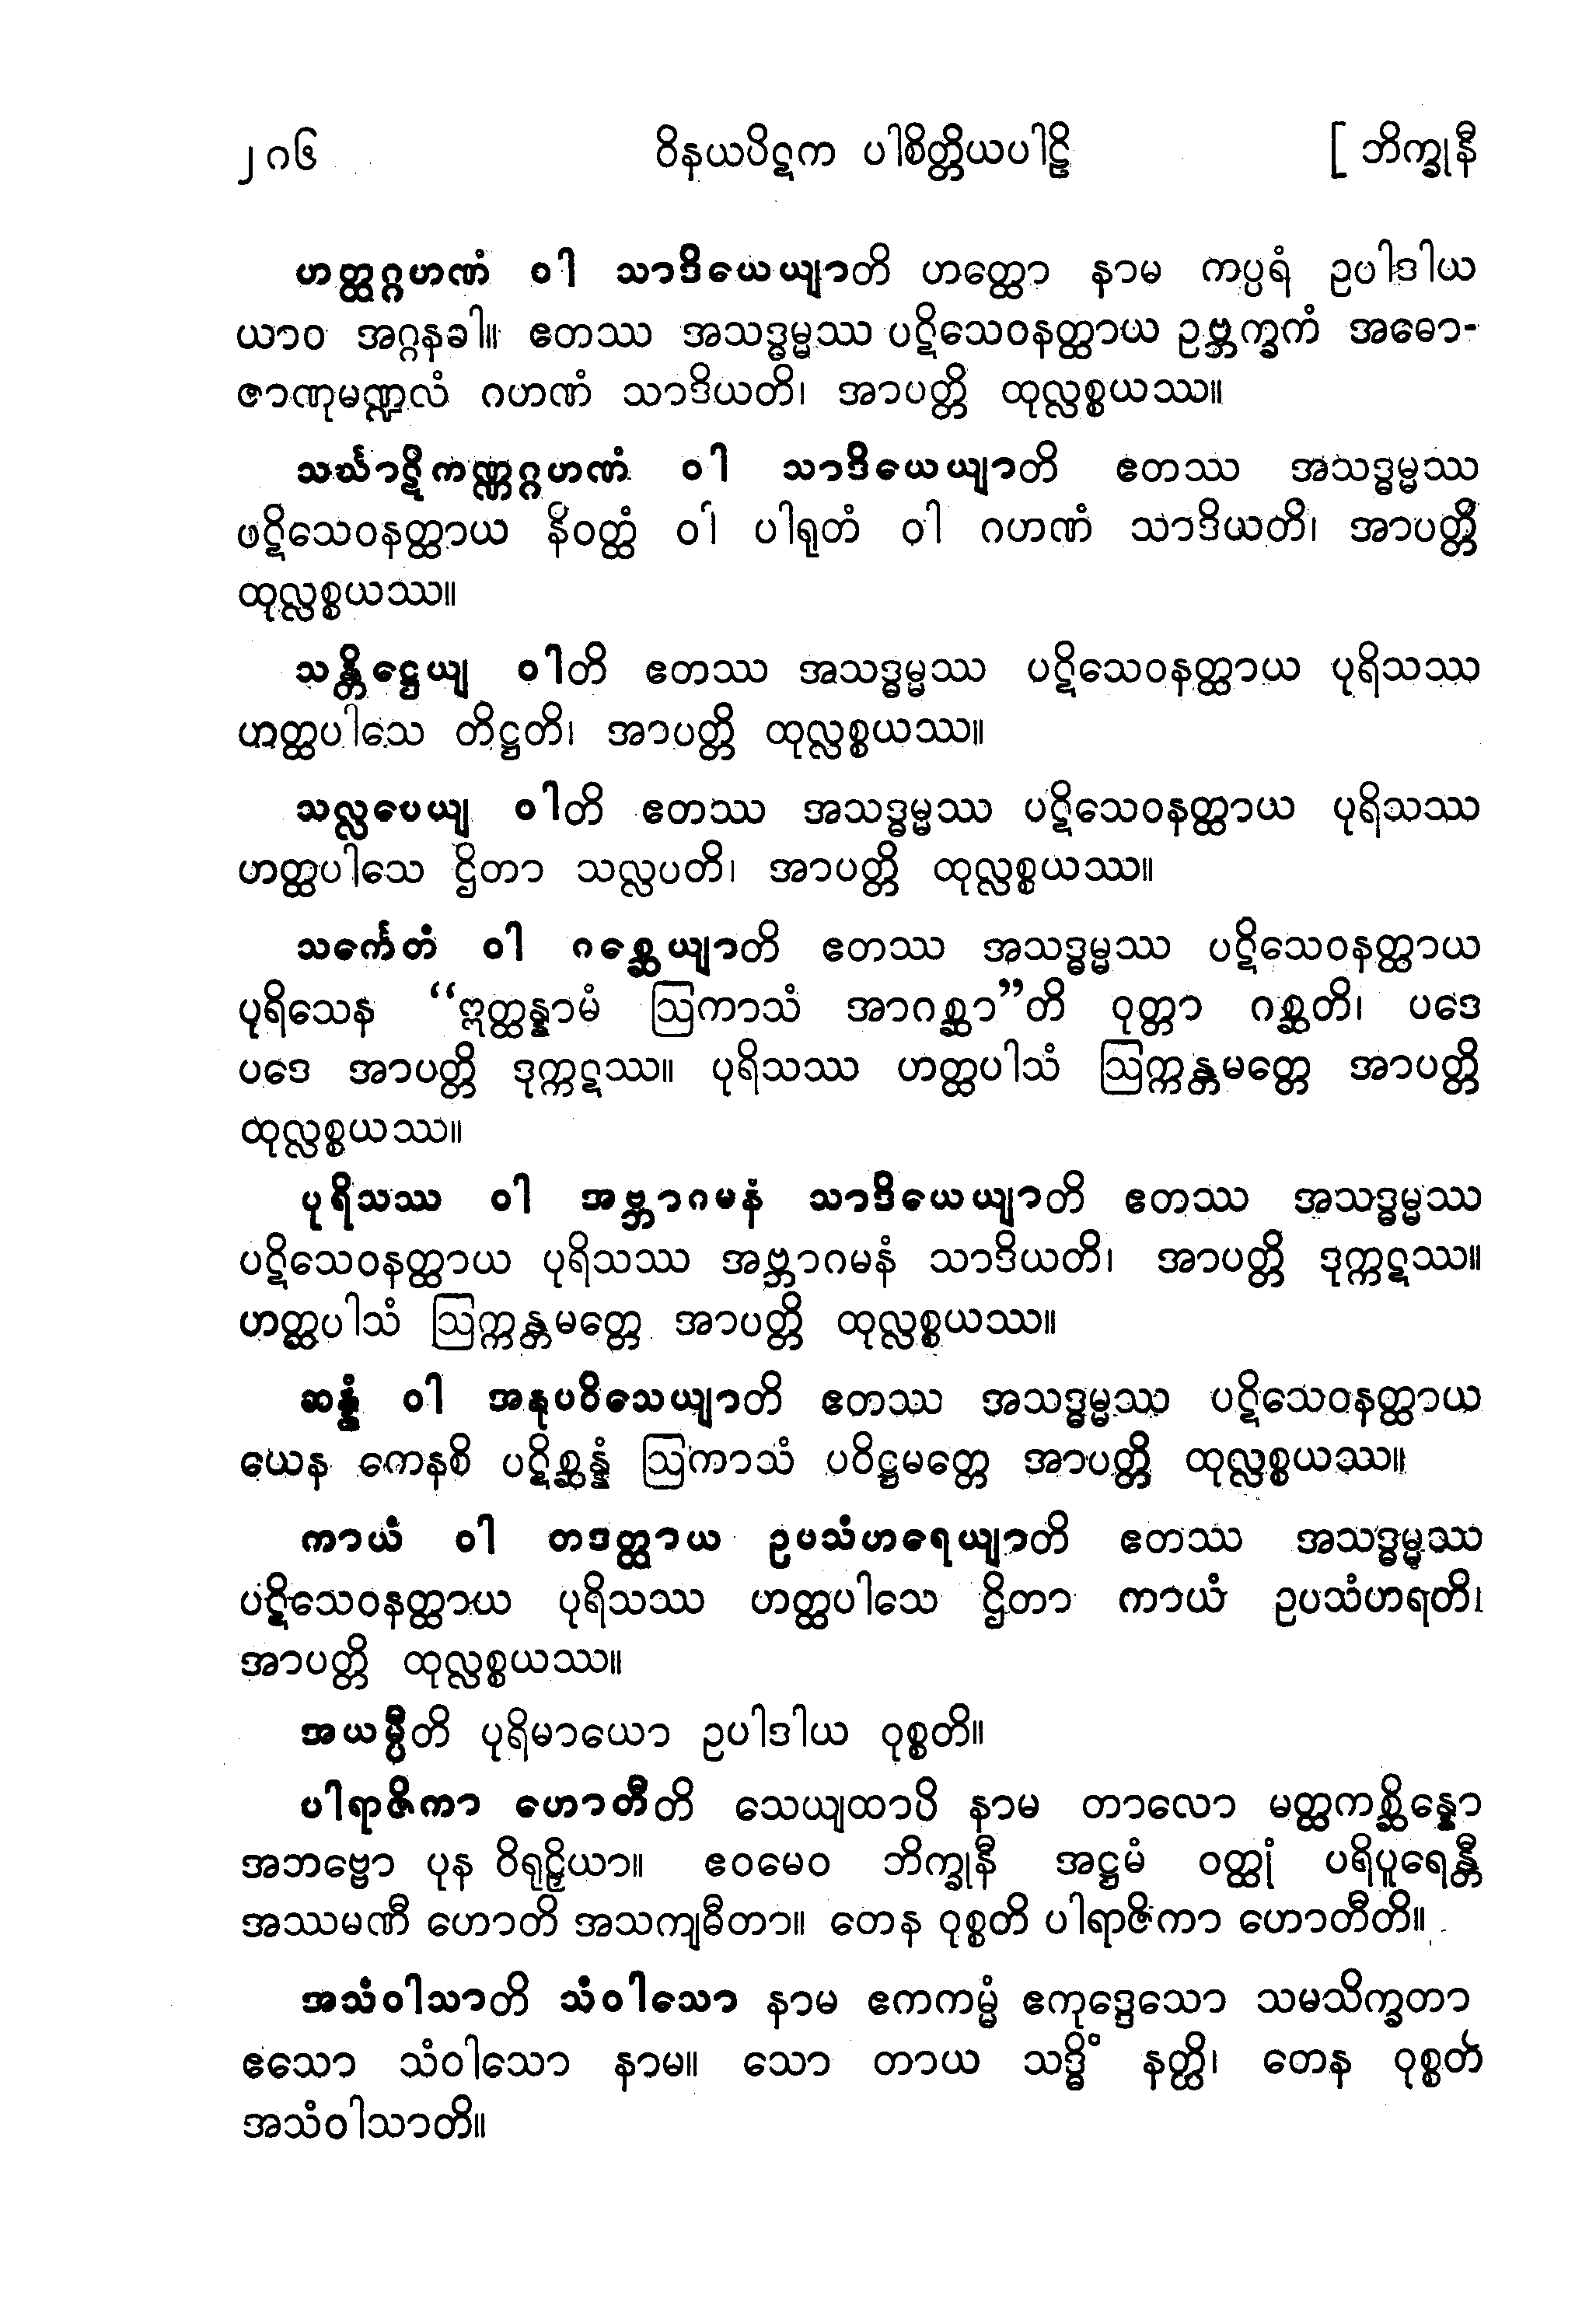 ၂၈၆ ဝိနယပိဋက ပါစိတ္တိယပါဠိ [ ဘိက္ခုနီ
ဟတ္ထဂ္ဂဟဏံ ဝါ သာဒိယေယျာတိ ဟတ္ထော နာမ ကပ္ပရံ ဥပါဒါယ
ယာဝ အဂ္ဂနခါ။ ဧတဿ အသဒ္ဓမ္မဿ ပဋိသေဝနတ္ထာယ ဥဗ္ဘက္ခကံ အဓော-
ဇာဏုမဏ္ဍလံ ဂဟဏံ သာဒိယတိ၊ အာပတ္တိ ထုလ္လစ္စယဿ။
သင်္ဃာဋိကဏ္ဏဂ္ဂဟဏံ ဝါ သာဒိယေယျာတိ ဧတဿ အသဒ္ဓမ္မဿ
ပဋိသေဝနတ္ထာယ နိဝတ္ထံ ဝါ ပါရုတံ ဝါ ဂဟဏံ သာဒိယတိ၊ အာပတ္တိ
ထုလ္လစ္စယဿ။
သန္တိဋ္ဌေယျ ဝါတိ ဧတဿ အသဒ္ဓမ္မဿ ပဋိသေဝနတ္ထာယ ပုရိသဿ
ဟတ္ထပါသေ တိဋ္ဌတိ၊ အာပတ္တိ ထုလ္လစ္စယဿ။
သလ္လပေယျ ဝါတိ ဧတဿ အသဒ္ဓမ္မဿ ပဋိသေဝနတ္ထာယ ပုရိသဿ
ဟတ္ထပါသေ ဌိတာ သလ္လပတိ၊ အာပတ္တိ ထုလ္လစ္စယဿ။
သင်္ကေတံ ဝါ ဂစ္ဆေယျာတိ ဧတဿ အသဒ္ဓမ္မဿ ပဋိသေဝနတ္ထာယ
ပုရိသေန “ဣတ္ထန္နာမံ ဩကာသံ အာဂစ္ဆာ”တိ ဝုတ္တာ ဂစ္ဆတိ၊ ပဒေ
ပဒေ အာပတ္တိ ဒုက္ကဋဿ။ ပုရိသဿ ဟတ္ထပါသံ ဩက္ကန္တမတ္တေ အာပတ္တိ
ထုလ္လစ္စယဿ။
ပုရိသဿ ဝါ အဗ္ဘာဂမနံ သာဒိယေယျာတိ ဧတဿ အသဒ္ဓမ္မဿ
ပဋိသေဝနတ္ထာယ ပုရိသဿ အဗ္ဘာဂမနံ သာဒိယတိ၊ အာပတ္တိ ဒုက္ကဋဿ။
ဟတ္ထပါသံ ဩက္ကန္တမတ္တေ အာပတ္တိ ထုလ္လစ္စယဿ။
ဆန္နံ ဝါ အနုပဝိသေယျာတိ ဧတဿ အသဒ္ဓမ္မဿ ပဋိသေဝနတ္ထာယ
ယေန ကေနစိ ပဋိစ္ဆန္နံ ဩကာသံ ပဝိဋ္ဌမတ္တေ အာပတ္တိ ထုလ္လစ္စယဿ။
ကာယံ ဝါ တဒတ္ထာယ ဥပသံဟရေယျာတိ ဧတဿ အသဒ္ဓမ္မဿ
ပဋိသေဝနတ္ထာယ ပုရိသဿ ဟတ္ထပါသေ ဌိတာ ကာယံ ဥပသံဟရတိ၊
အာပတ္တိ ထုလ္လစ္စယဿ။
အယမ္ပီတိ ပုရိမာယော ဥပါဒါယ ဝုစ္စတိ။
ပါရာဇိကာ ဟောတီတိ သေယျထာပိ နာမ တာလော မတ္ထကစ္ဆိန္နော
အဘဗ္ဗော ပုန ဝိရုဠှိယာ။ ဧဝမေဝ ဘိက္ခုနီ အဋ္ဌမံ ဝတ္ထုံ ပရိပူရေန္တီ
အဿမဏီ ဟောတိ အသကျဓီတာ။ တေန ဝုစ္စတိ ပါရာဇိကာ ဟောတီတိ။
အသံဝါသာတိ သံဝါသော နာမ ဧကကမ္မံ ဧကုဒ္ဒေသော သမသိက္ခတာ
ဧသော သံဝါသော နာမ။ သော တာယ သဒ္ဓိံ နတ္ထိ၊ တေန ဝုစ္စတိ
အသံဝါသာတိ။